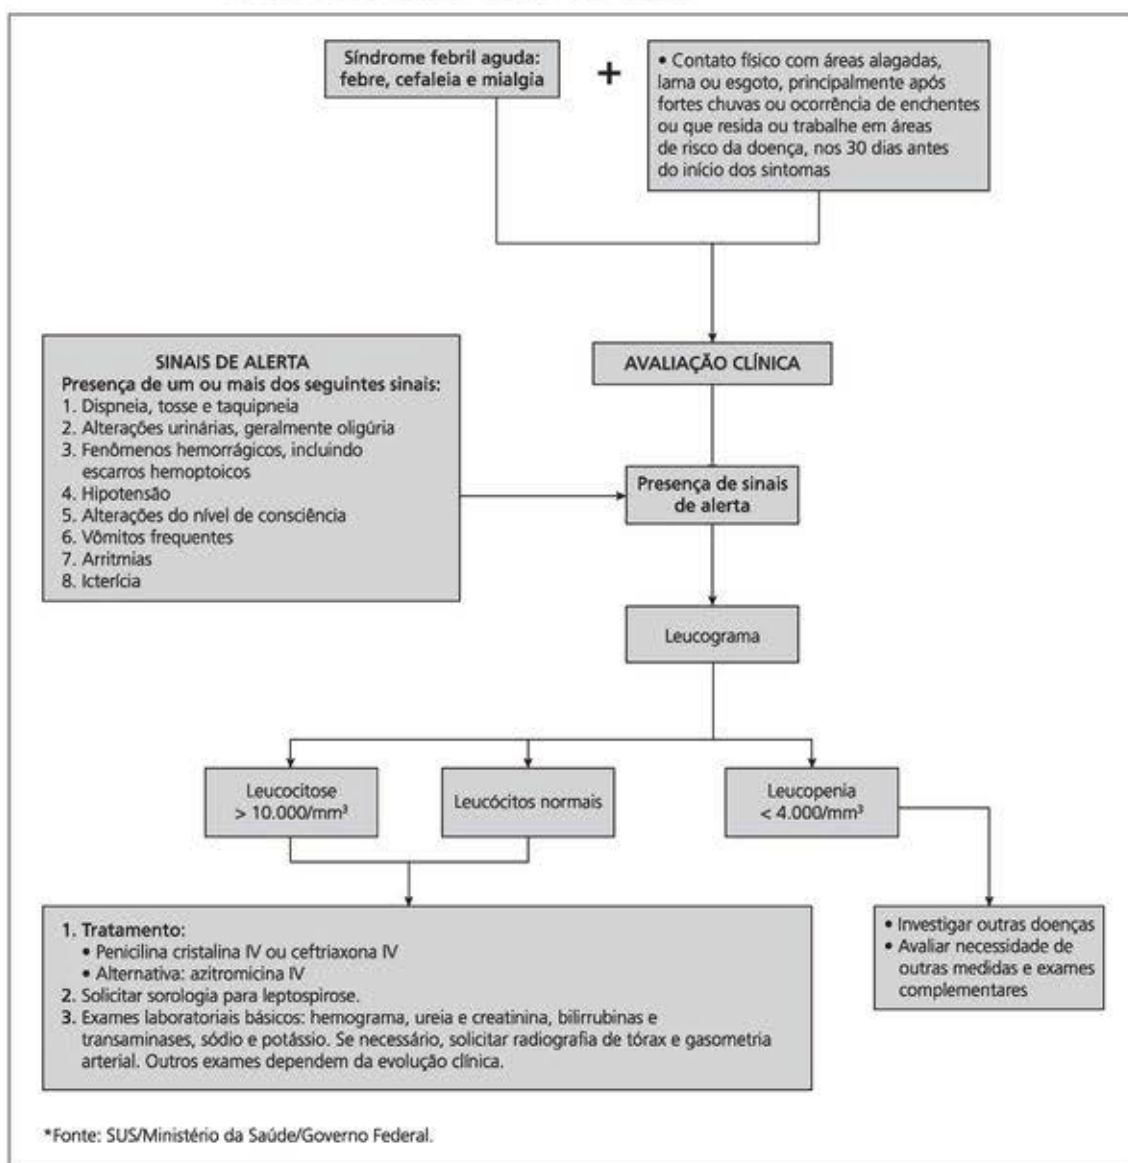 Síndrome febril aguda:
febre, cefaleia e mialgia
+
• Contato físico com áreas alagadas,
lama ou esgoto, principalmente após
fortes chuvas ou ocorrência de enchentes
ou que resida ou trabalhe em áreas
de risco da doença, nos 30 dias antes
do início dos sintomas
AVALIAÇÃO CLÍNICA
SINAIS DE ALERTA
Presença de um ou mais dos seguintes sinais:
1. Dispneia, tosse e taquipneia
2. Alterações urinárias, geralmente oligúria
3. Fenômenos hemorrágicos, incluindo
escarros hemoptoicos
4. Hipotensão
5. Alterações do nível de consciência
6. Vômitos frequentes
7. Arritmias
8. Icterícia
Presença de sinais
de alerta
Leucograma
Leucocitose
> 10.000/mm³
Leucócitos normais
Leucopenia
< 4.000/mm³
1. Tratamento:
• Penicilina cristalina IV ou ceftriaxona IV
• Alternativa: azitromicina IV
2. Solicitar sorologia para leptospirose.
3. Exames laboratoriais básicos: hemograma, ureia e creatinina, bilirrubinas e
transaminases, sódio e potássio. Se necessário, solicitar radiografia de tórax e gasometria
arterial. Outros exames dependem da evolução clínica.
• Investigar outras doenças
• Avaliar necessidade de
outras medidas e exames
complementares
*Fonte: SUS/Ministério da Saúde/Governo Federal.